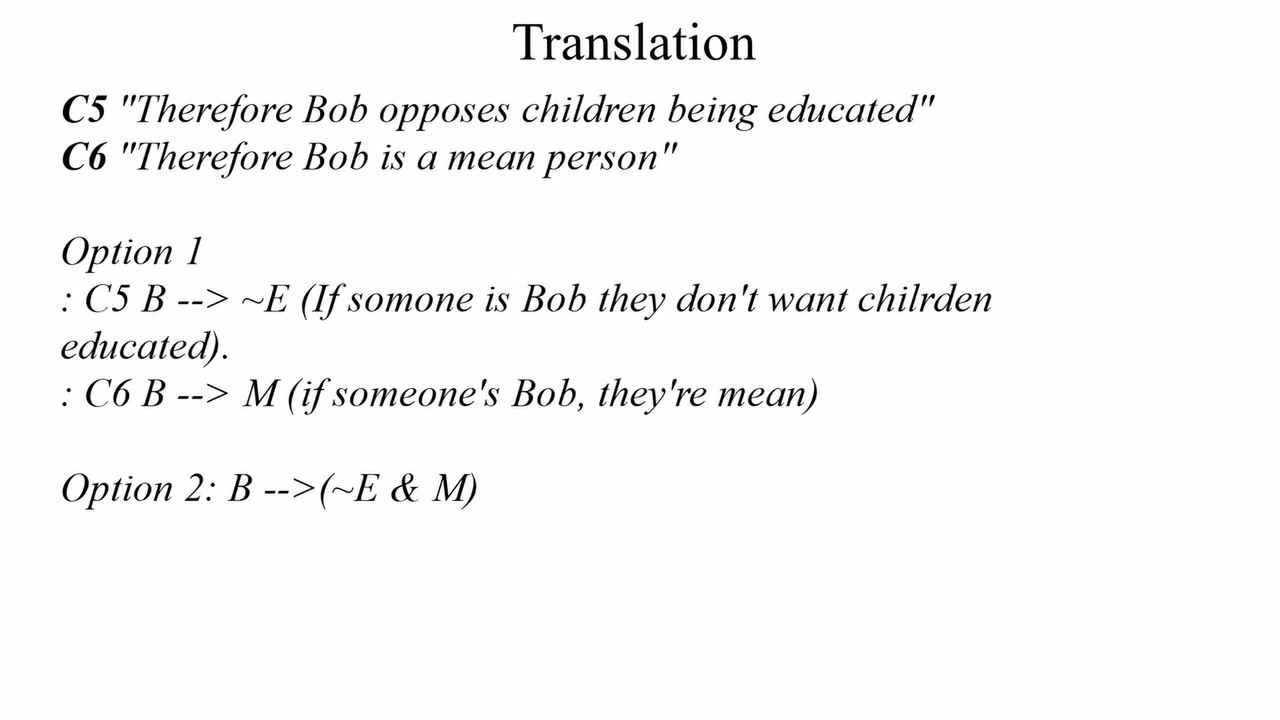 Translation
C5 "Therefore Bob opposes children being educated"
C6 "Therefore Bob is a mean person"
Option 1
: C5 B --> ~E (If somone is Bob they don't want chilrden
educated).
: C6 B --> M (if someone's Bob, they're mean)
Option 2: B -->(~E & M)